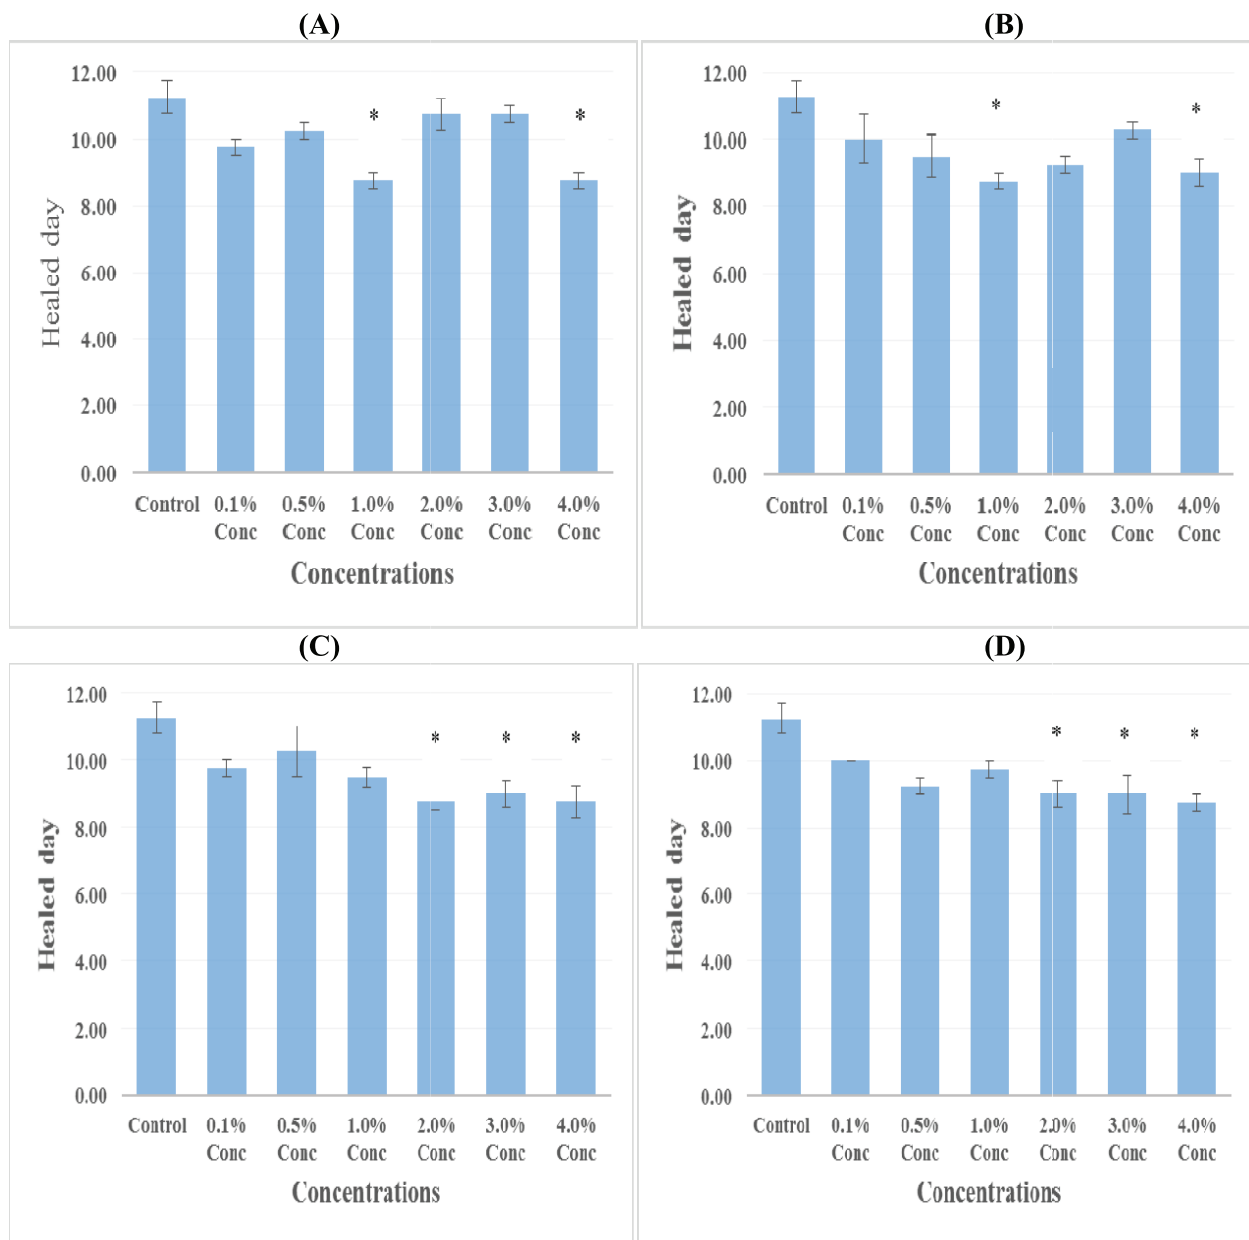 (A)
12.00
10.00
8.00
6.00
4.00
2.00
0.00
Healed day
* *
Control 0.1% 0.5% 1.0% 2.0% 3.0% 4.0%
Conc Conc Conc Conc Conc Conc
Concentrations
(B)
12.00
10.00
8.00
6.00
4.00
2.00
0.00
Healed day
* *
Control 0.1% 0.5% 1.0% 2.0% 3.0% 4.0%
Conc Conc Conc Conc Conc Conc
Concentrations
(C)
12.00
10.00
8.00
6.00
4.00
2.00
0.00
Healed day
* * *
Control 0.1% 0.5% 1.0% 2.0% 3.0% 4.0%
Conc Conc Conc Conc Conc Conc
Concentrations
(D)
12.00
10.00
8.00
6.00
4.00
2.00
0.00
Healed day
* * *
Control 0.1% 0.5% 1.0% 2.0% 3.0% 4.0%
Conc Conc Conc Conc Conc Conc
Concentrations